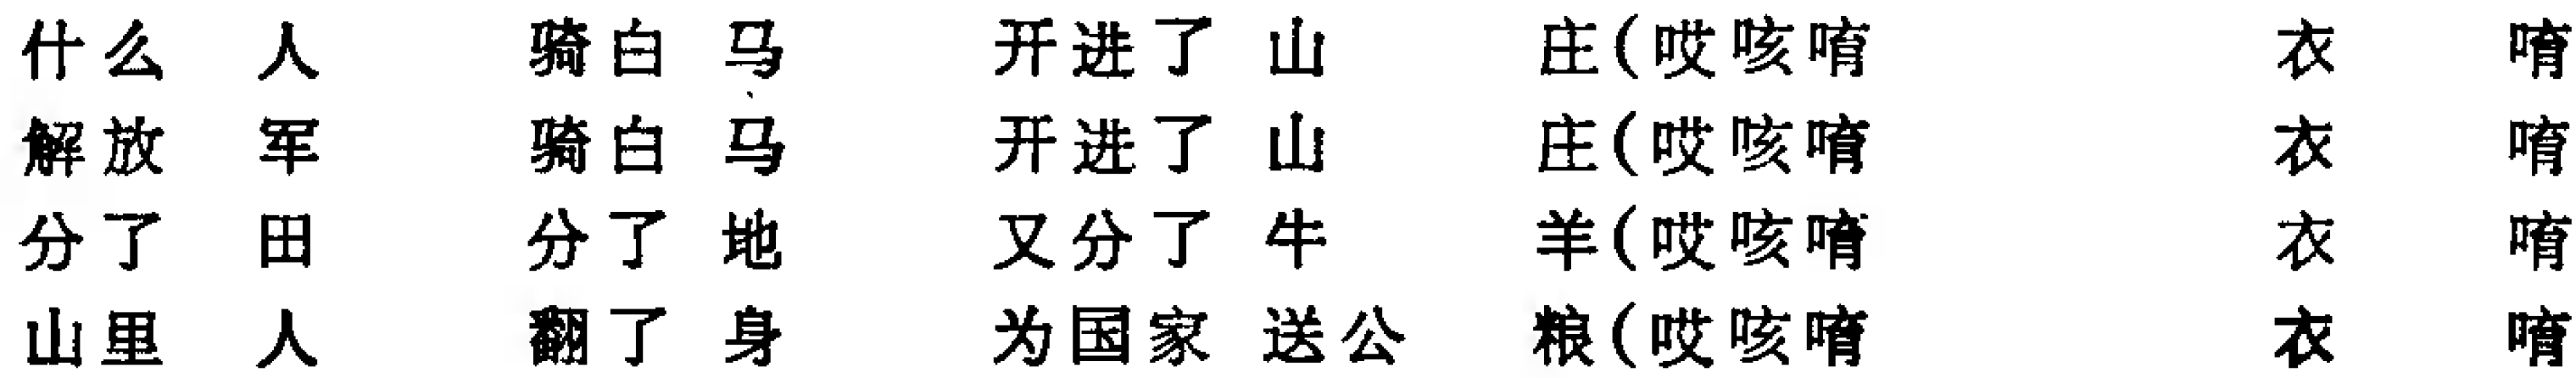 什么 人 骑白 马 开进了 山 庄(哎咳唷 衣 唷
解放 军 骑白 马 开进了 山 庄(哎咳唷 衣 唷
分了 田 分了 地 又分了 牛 羊(哎咳唷 衣 唷
山里 人 翻了 身 为国家 送公 粮(哎咳唷 衣 唷